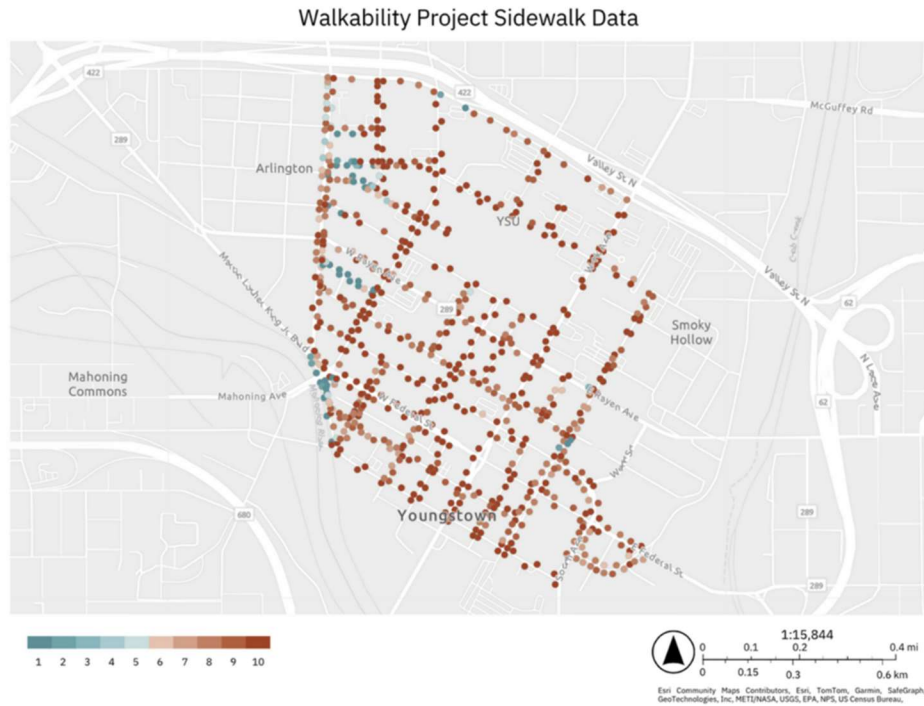 Walkability Project Sidewalk Data
422
422
McGuffey Rd
289
Arlington
Valley St N
YSU
Valley St N
62
289
Smoky
Hollow
Mahoning
Commons
Mahoning Ave
W Federal St
Rayen Ave
62
680
Youngstown
289
Federal St
289
1 2 3 4 5 6 7 8 9 10
1:15,844
0 0.1 0.2 0.4 mi
0 0.15 0.3 0.6 km
Esri Community Maps Contributors, Esri, TomTom, Garmin, SafeGraph,
GeoTechnologies, Inc, METI/NASA, USGS, EPA, NPS, US Census Bureau,